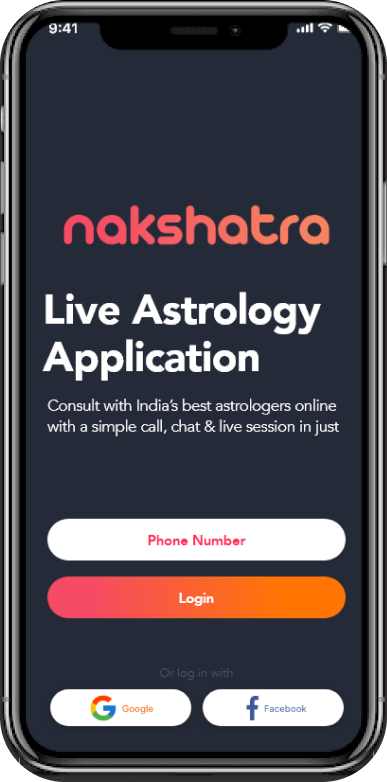 9:41
nakshatra
Live Astrology
Application
Consult with India's best astrologers online
with a simple call, chat & live session in just
Phone Number
Login
Or log in with
Google
Facebook